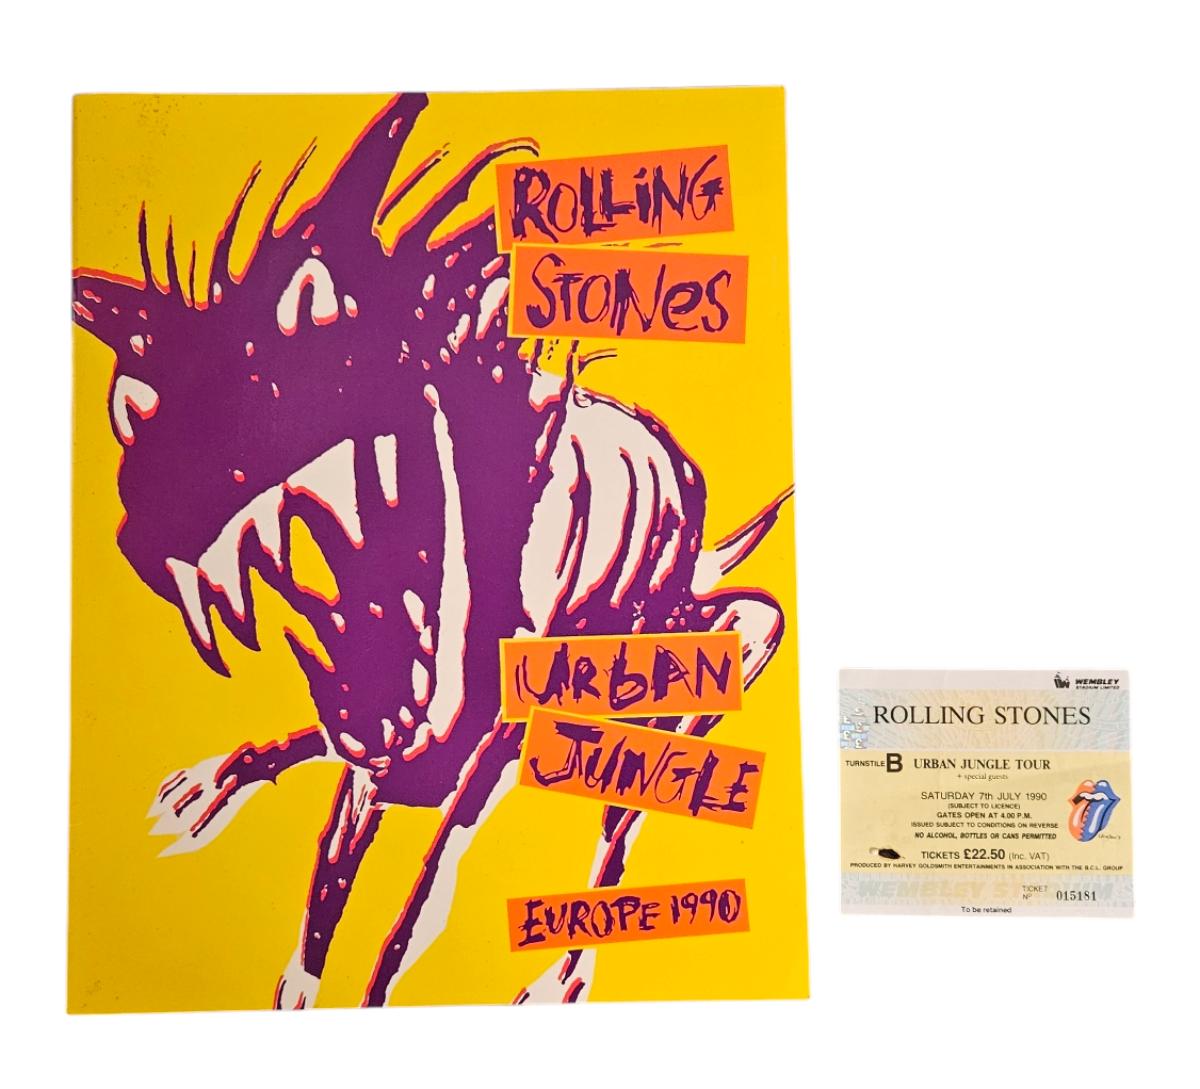 ROLLING
STONES
URBAN
JUNGLE
EUROPE 1990
WEMBLEY
STADIUM LIMITED
ROLLING STONES
TURNSTILE B URBAN JUNGLE TOUR
+ special guests
SATURDAY 7th JULY 1990
(SUBJECT TO LICENCE)
GATES OPEN AT 4.00 P.M.
ISSUED SUBJECT TO CONDITIONS ON REVERSE
NO ALCOHOL, BOTTLES OR CANS PERMITTED
TICKETS £22.50 (Inc. VAT)
PRODUCED BY HARVEY GOLDSMITH ENTERTAINMENTS IN ASSOCIATION WITH THE B.C.L. GROUP
WEMBLEY STADIUM
TICKET
Nº 015181
To be retained